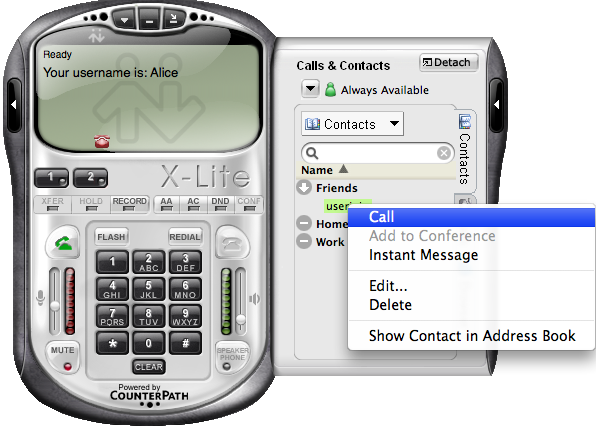 Ready
Your username is: Alice
1 2
X-Lite
XFER HOLD RECORD AA AC DND CONF
FLASH REDIAL
1 2 ABC 3 DEF
4 GHI 5 JKL 6 MNO
7 PQRS 8 TUV 9 WXYZ
* 0 #
MUTE
CLEAR
SPEAKER PHONE
Powered by
COUNTERPATH
Calls & Contacts
Detach
Always Available
Contacts
Contacts
Name
Friends
Home
Work
Call
Add to Conference
Instant Message
Edit...
Delete
Show Contact in Address Book